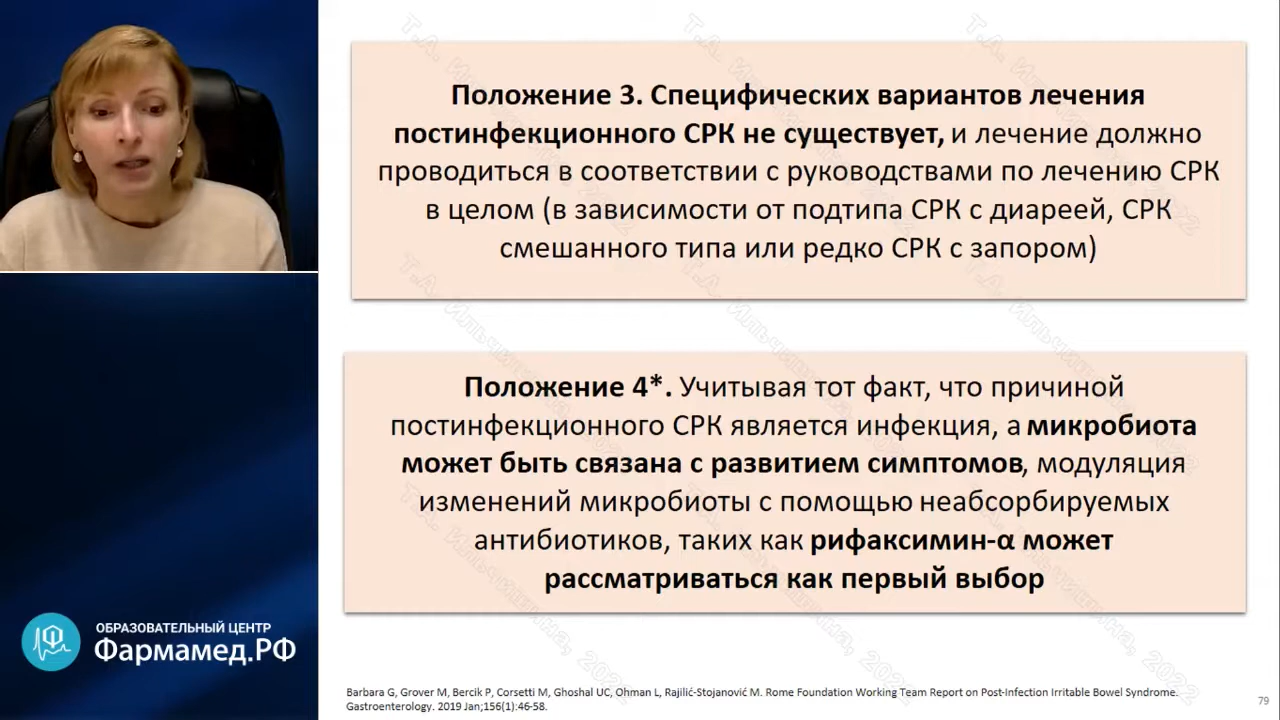 Положение 3. Специфических вариантов лечения
постинфекционного СРК не существует, и лечение должно
проводиться в соответствии с руководствами по лечению СРК
в целом (в зависимости от подтипа СРК с диареей, СРК
смешанного типа или редко СРК с запором)
Положение 4*. Учитывая тот факт, что причиной
постинфекционного СРК является инфекция, а микробиота
может быть связана с развитием симптомов, модуляция
изменений микробиоты с помощью неабсорбируемых
антибиотиков, таких как рифаксимин-α может
рассматриваться как первый выбор
ОБРАЗОВАТЕЛЬНЫЙ ЦЕНТР
Фармамед.РФ
Barbara G, Grover M, Bercik P, Corsetti M, Ghoshal UC, Ohman L, Rajilić-Stojanović M. Rome Foundation Working Team Report on Post-Infection Irritable Bowel Syndrome.
Gastroenterology. 2019 Jan;156(1):46-58.
79